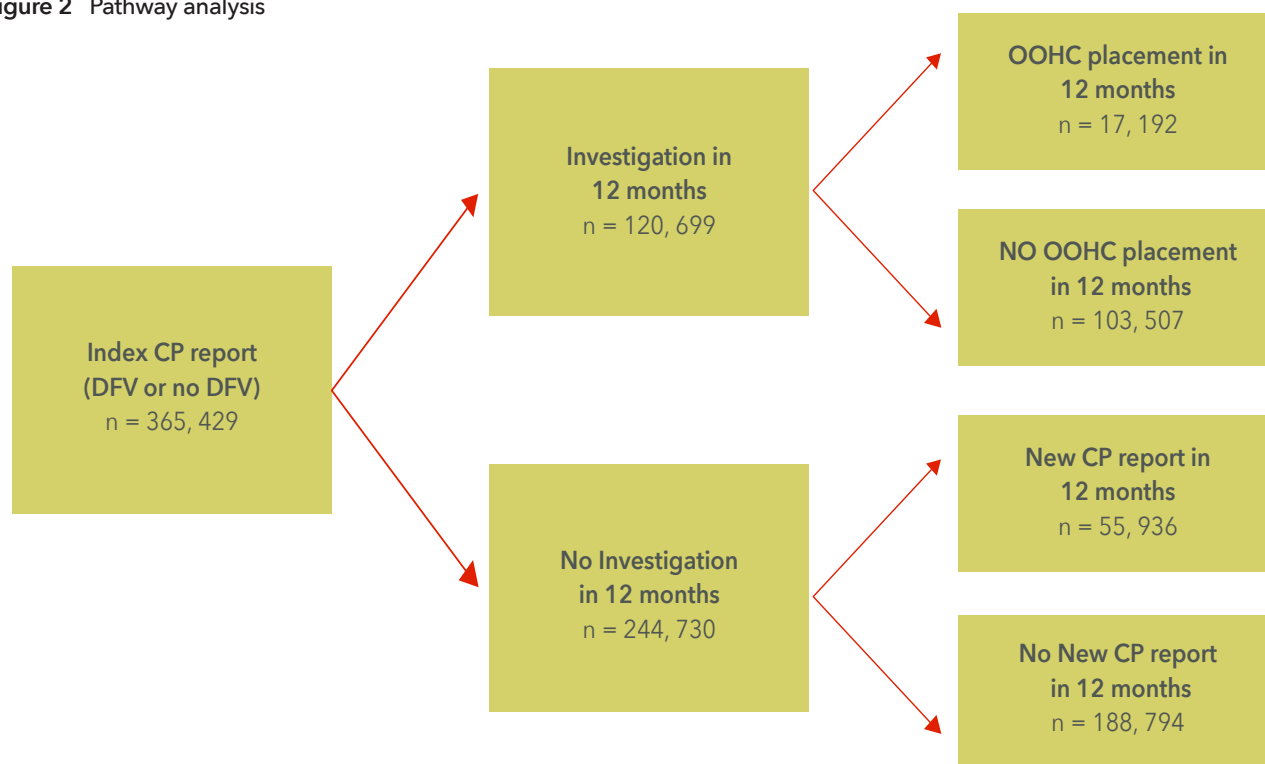 igure 2 Pathway analysis
Index CP report
(DFV or no DFV)
n = 365, 429
Investigation in
12 months
n = 120, 699
No Investigation
in 12 months
n = 244, 730
OOHC placement in
12 months
n = 17, 192
NO OOHC placement
in 12 months
n = 103, 507
New CP report in
12 months
n = 55, 936
No New CP report
in 12 months
n = 188, 794